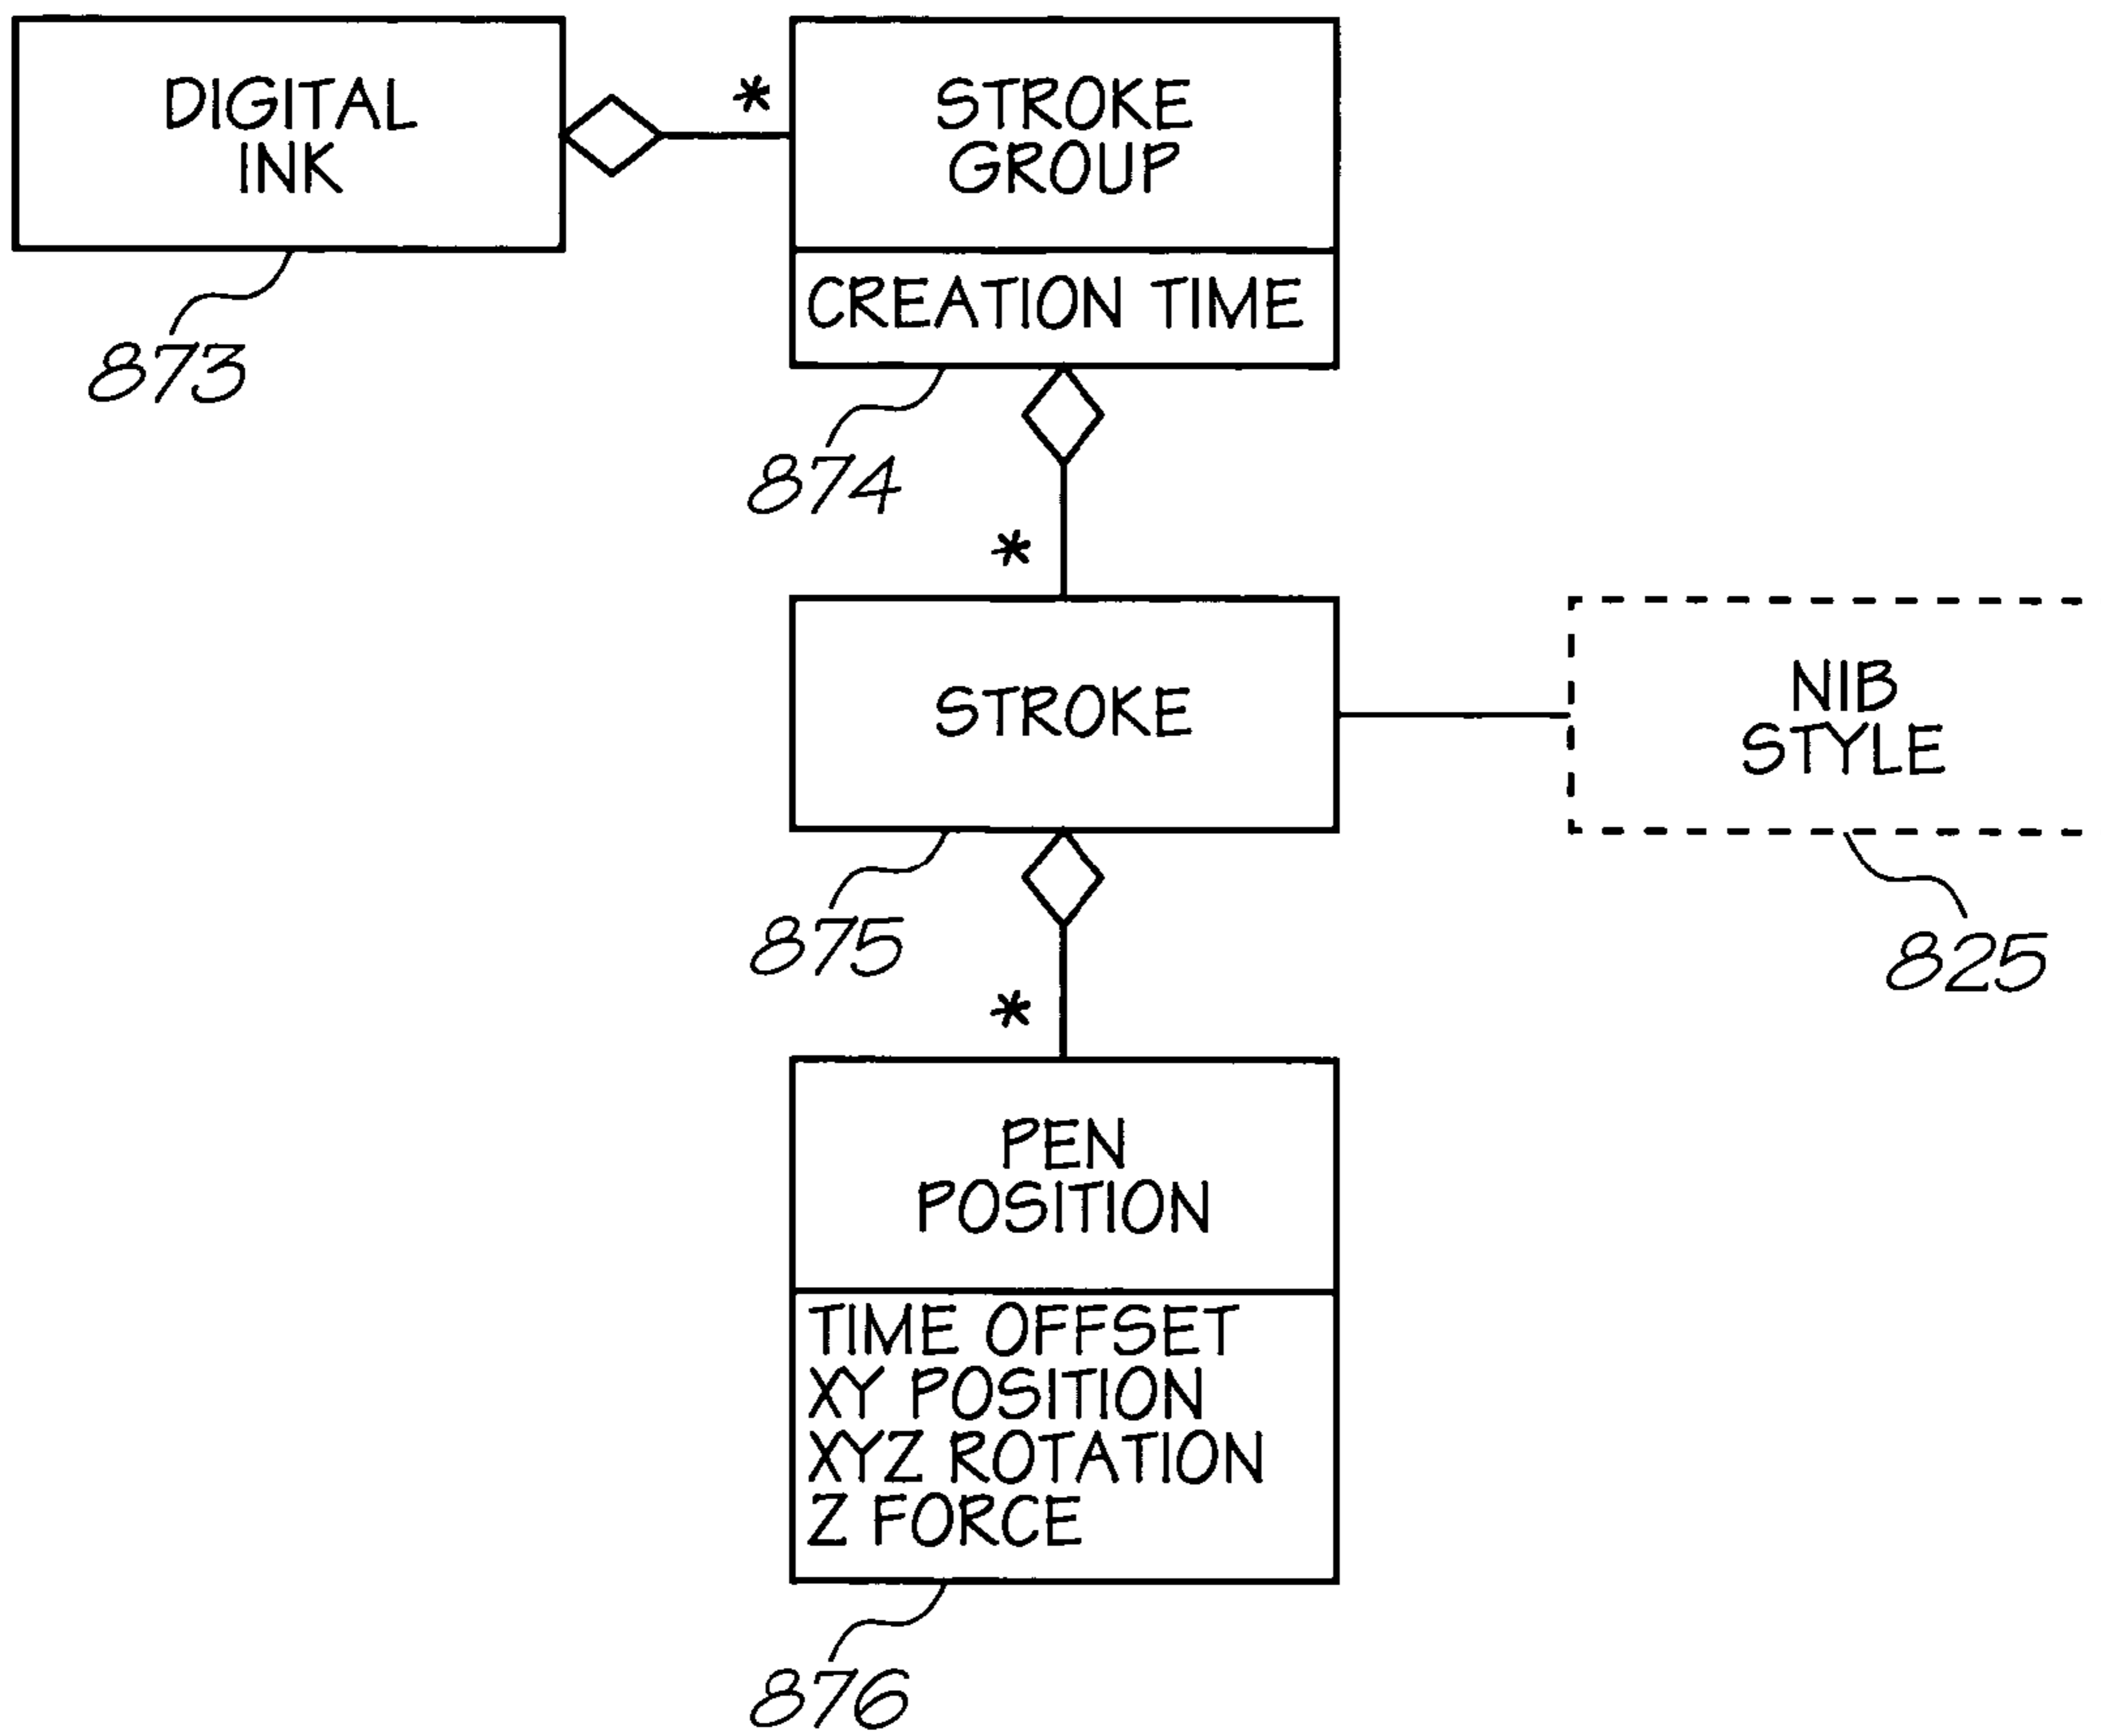 DIGITAL
INK
*
STROKE
GROUP
CREATION TIME
873
874
*
STROKE
NIB
STYLE
875
825
*
PEN
POSITION
TIME OFFSET
XY POSITION
XYZ ROTATION
Z FORCE
876